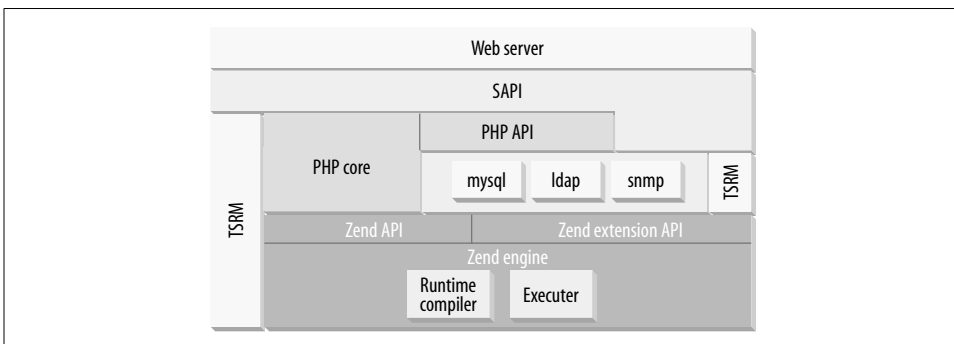 Web server
SAPI
PHP API
PHP core
mysql ldap snmp
TSRM
TSRM
Zend API Zend extension API
Zend engine
Runtime
compiler
Executer